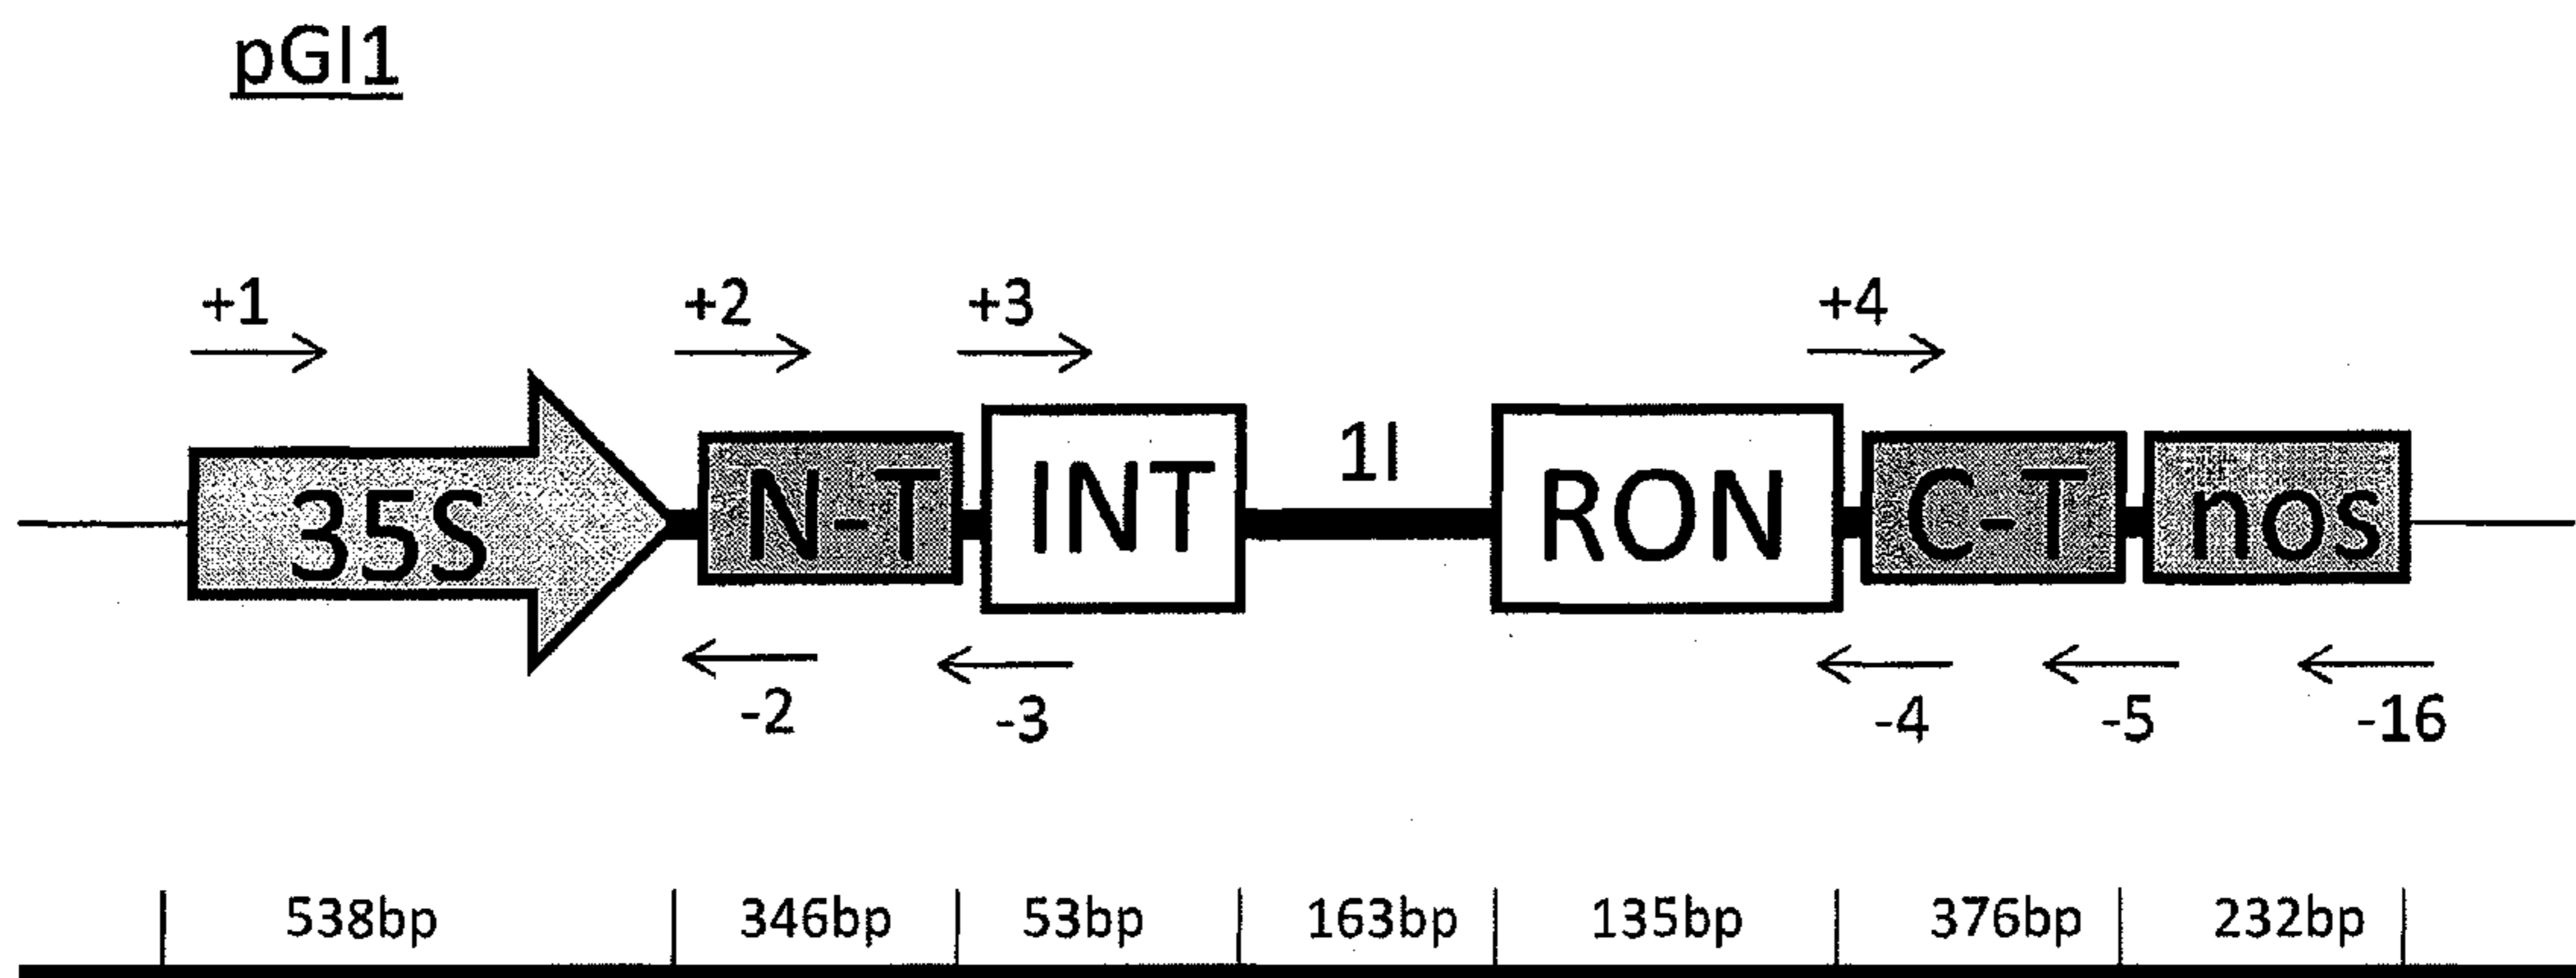 pGI1
+1 +2 +3 +4
35S N-T INT 1I RON C-T nos
-2 -3 -4 -5 -16
538bp 346bp 53bp 163bp 135bp 376bp 232bp